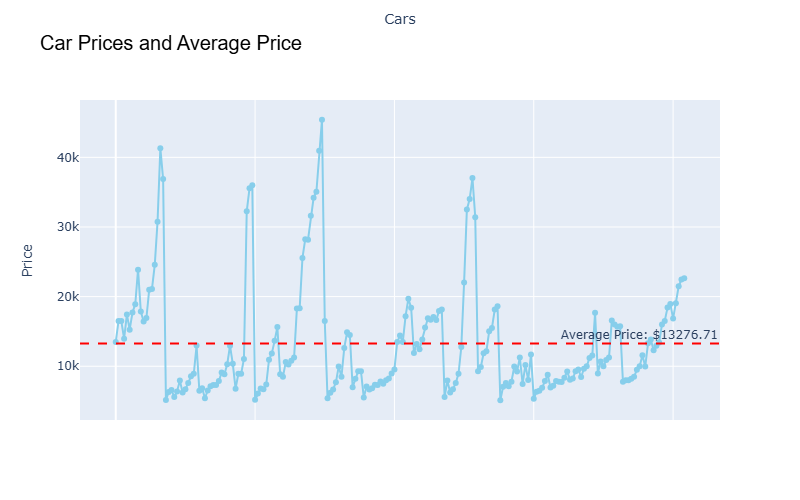 Cars
Car Prices and Average Price
40k
30k
20k
10k
Price
Average Price: $13276.71